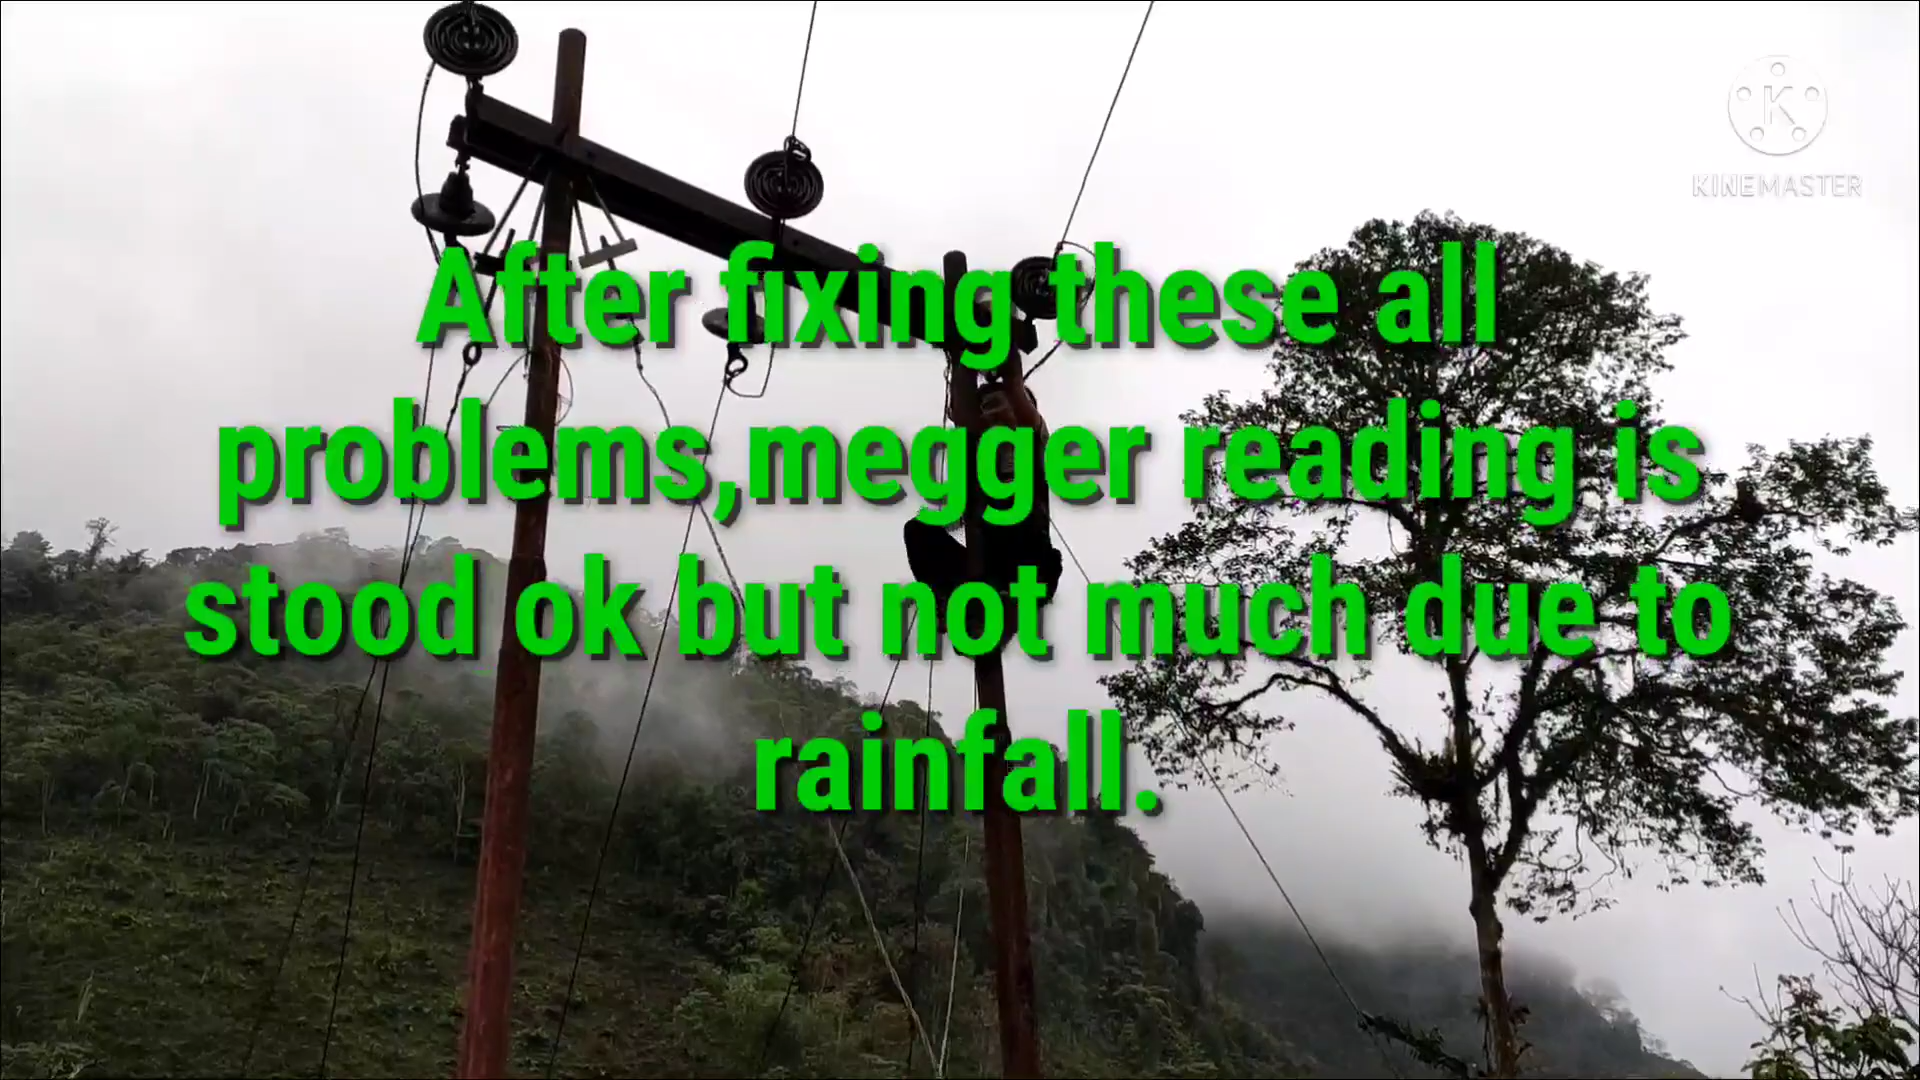 KINEMASTER
After fixing these all
problems,megger reading is
stood ok but not much due to
rainfall.